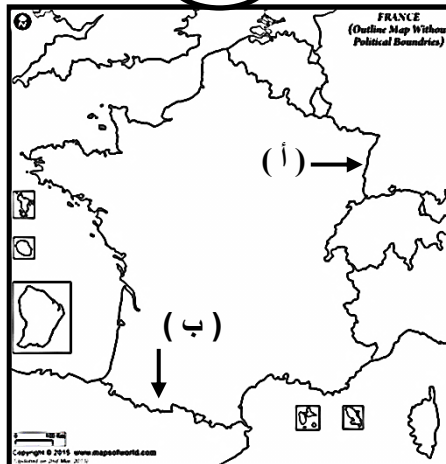 FRANCE
(Outline Map Without
Political Boundries)
( أ )
( ب )
Copyright © 2015 www.mapsofworld.com